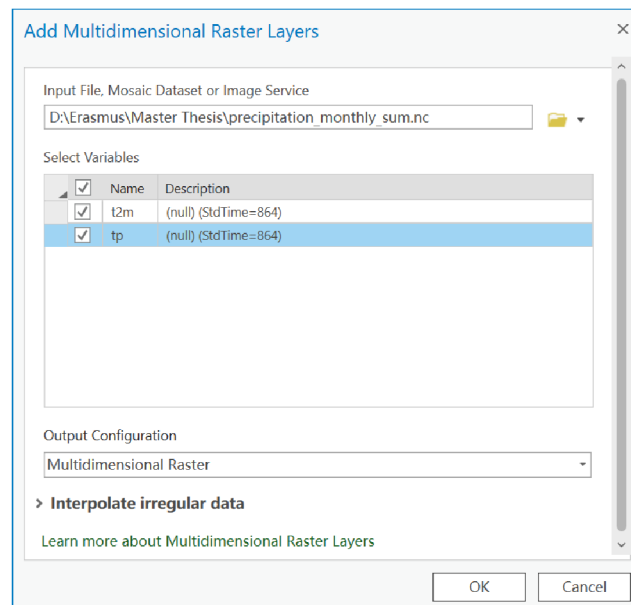 Add Multidimensional Raster Layers
Input File, Mosaic Dataset or Image Service
D:\Erasmus\Master Thesis\precipitation_monthly_sum.nc
Select Variables
Name Description
t2m (null) (StdTime=864)
tp (null) (StdTime=864)
Output Configuration
Multidimensional Raster
Interpolate irregular data
Learn more about Multidimensional Raster Layers
OK Cancel